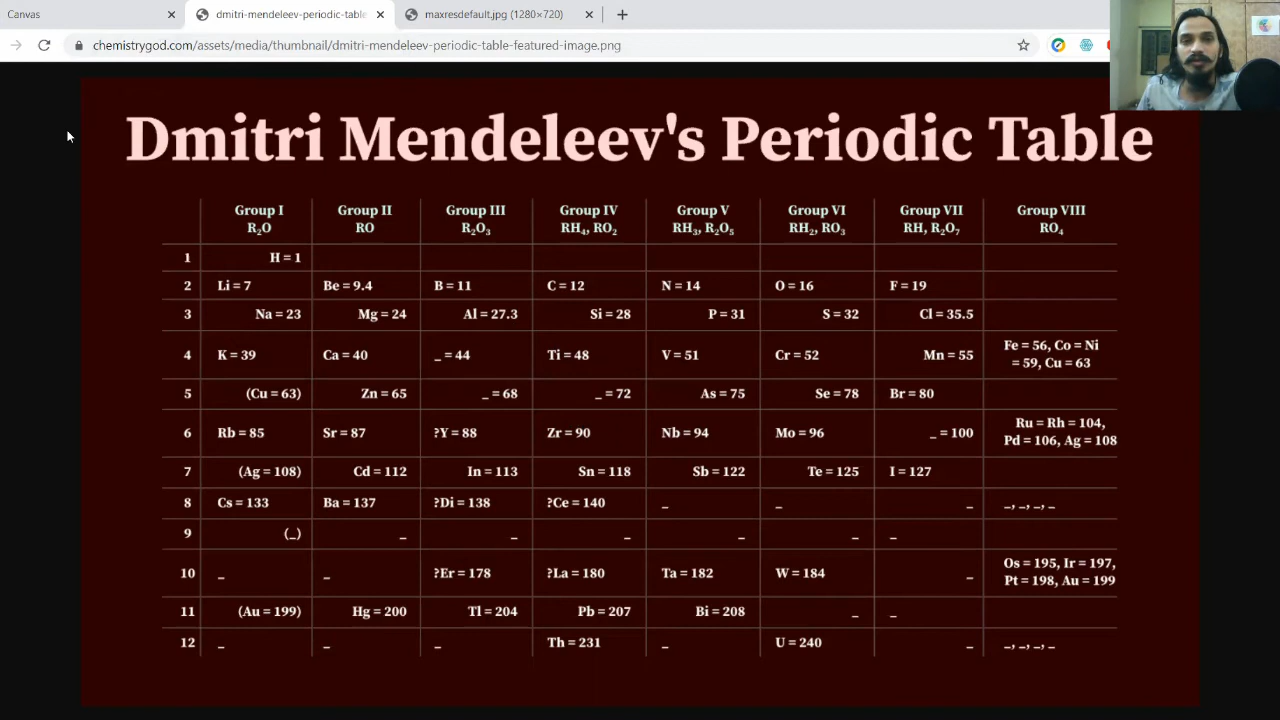 Canvas
dmitri-mendeleev-periodic-table
maxresdefault.jpg (1280×720)
chemistrygod.com/assets/media/thumbnail/dmitri-mendeleev-periodic-table-featured-image.png
Dmitri Mendeleev's Periodic Table
Group I Group II Group III Group IV Group V Group VI Group VII Group VIII
R₂O RO R₂O₃ RH₄, RO₂ RH₃, R₂O₅ RH₂, RO₃ RH, R₂O₇ RO₄
1 H = 1
2 Li = 7 Be = 9.4 B = 11 C = 12 N = 14 O = 16 F = 19
3 Na = 23 Mg = 24 Al = 27.3 Si = 28 P = 31 S = 32 Cl = 35.5
4 K = 39 Ca = 40 _ = 44 Ti = 48 V = 51 Cr = 52 Mn = 55 Fe = 56, Co = Ni
= 59, Cu = 63
5 (Cu = 63) Zn = 65 _ = 68 _ = 72 As = 75 Se = 78 Br = 80
6 Rb = 85 Sr = 87 ?Y = 88 Zr = 90 Nb = 94 Mo = 96 _ = 100 Ru = Rh = 104,
Pd = 106, Ag = 108
7 (Ag = 108) Cd = 112 In = 113 Sn = 118 Sb = 122 Te = 125 I = 127
8 Cs = 133 Ba = 137 ?Di = 138 ?Ce = 140 _ _ _ _, _, _, _
9 (_) _ _ _ _ _ _
10 _ _ ?Er = 178 ?La = 180 Ta = 182 W = 184 _ Os = 195, Ir = 197,
Pt = 198, Au = 199
11 (Au = 199) Hg = 200 Tl = 204 Pb = 207 Bi = 208 _ _
12 _ _ _ Th = 231 _ U = 240 _ _, _, _, _